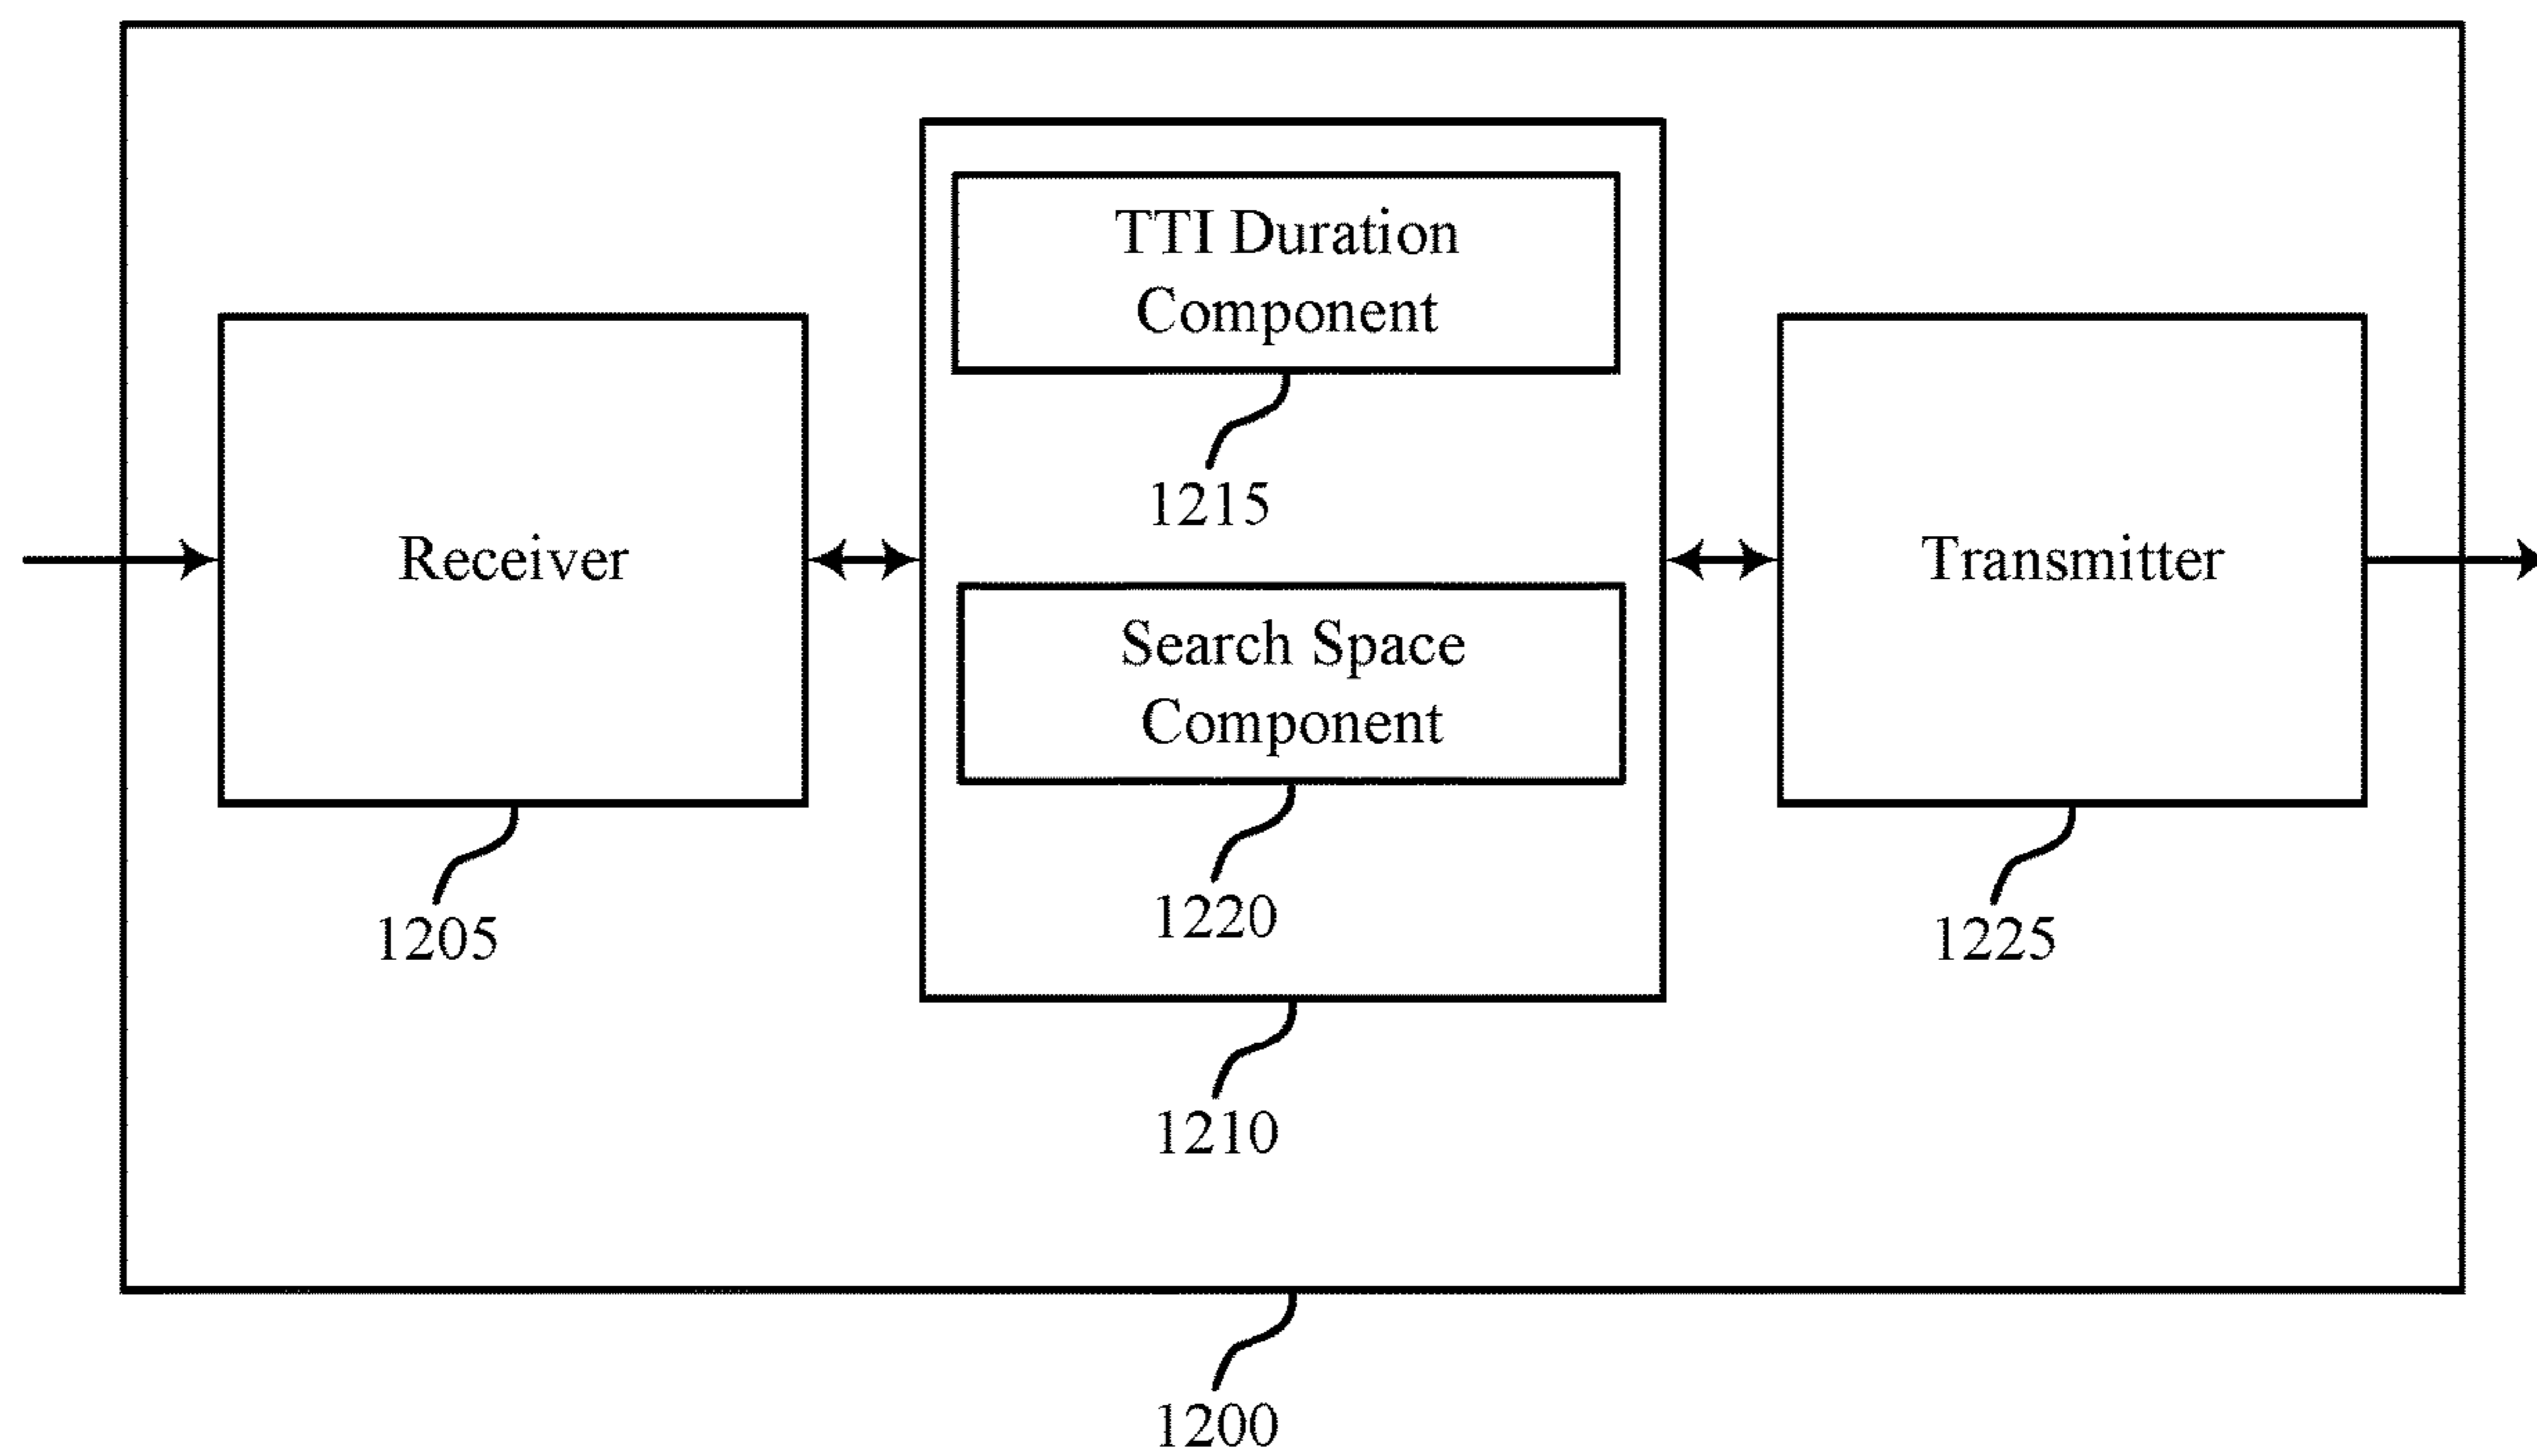 TTI Duration
Component
1215
Receiver
Transmitter
Search Space
Component
1220
1205
1225
1210
1200